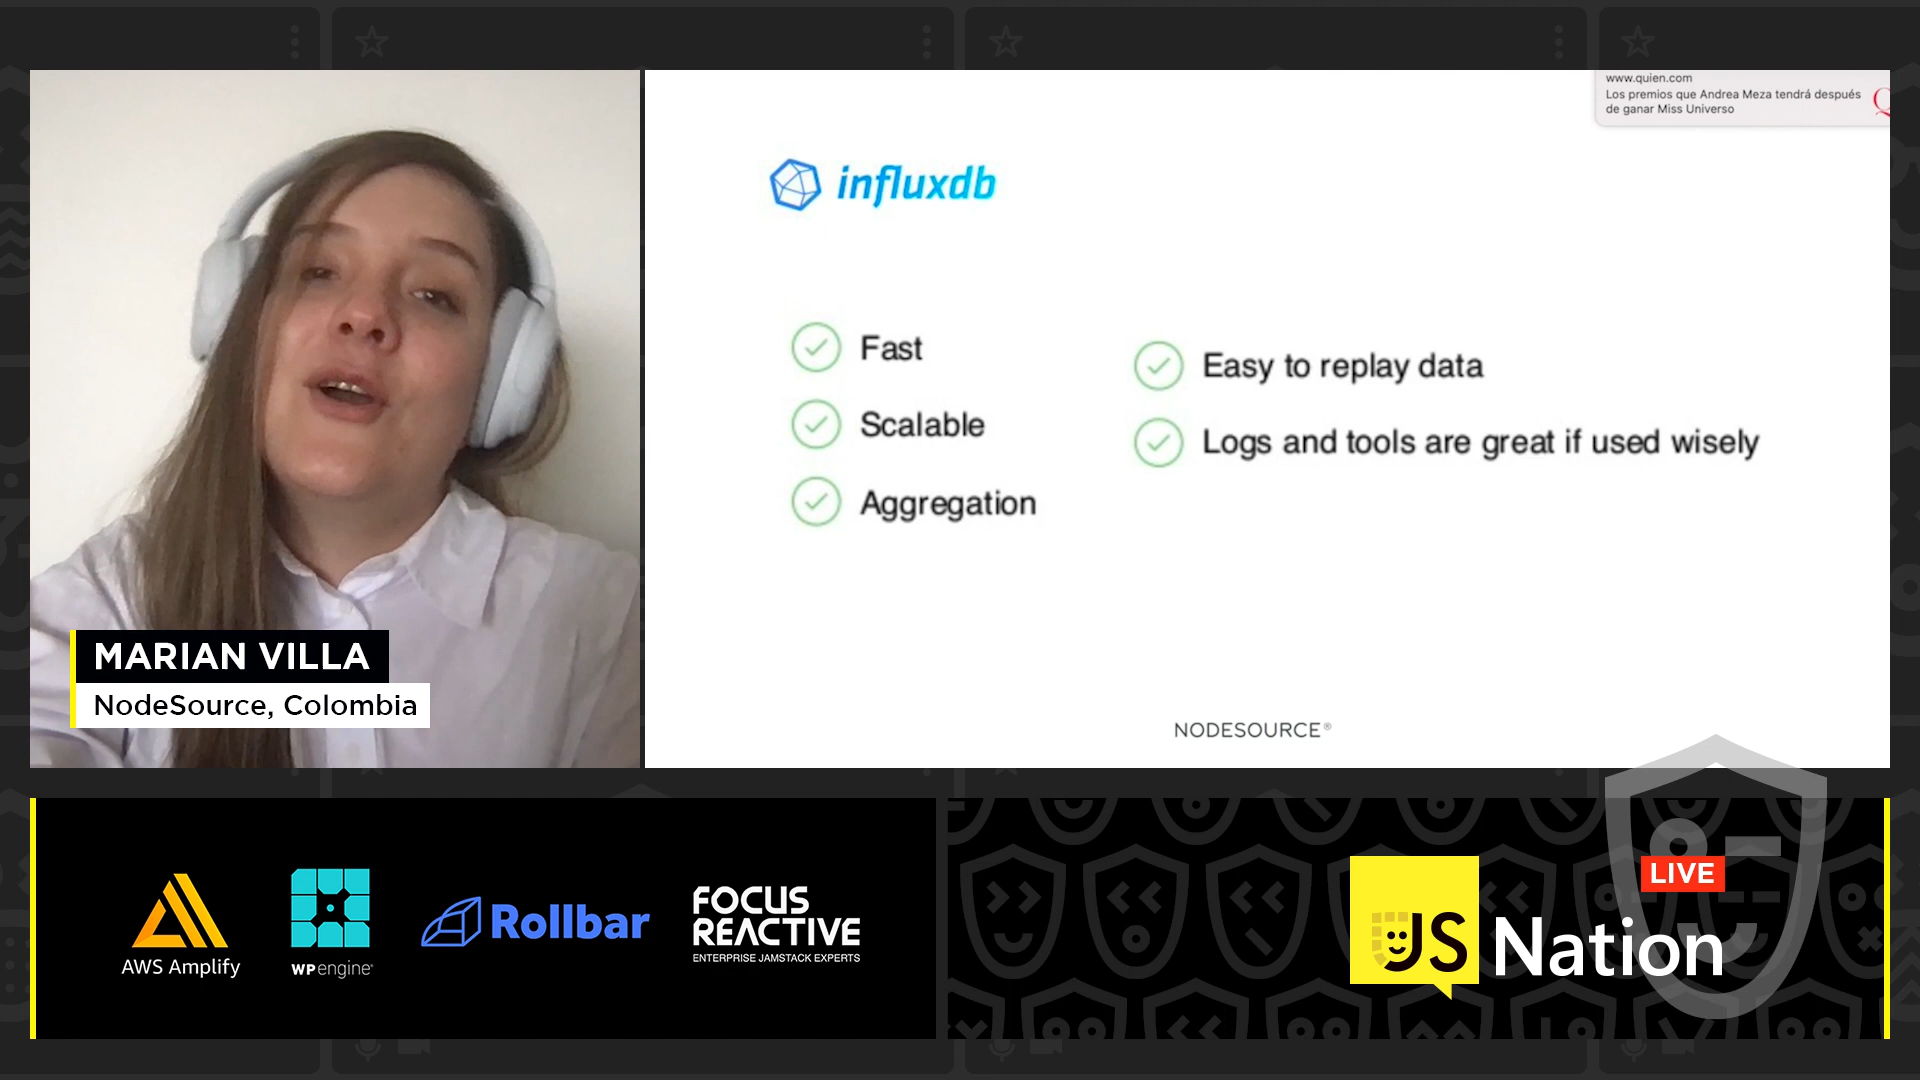 www.quien.com
Los premios que Andrea Meza tendrá después
de ganar Miss Universo
influxdb
Fast
Scalable
Aggregation
Easy to replay data
Logs and tools are great if used wisely
NODESOURCE®
MARIAN VILLA
NodeSource, Colombia
AWS Amplify
WP engine
Rollbar
FOCUS
REACTIVE
ENTERPRISE JAMSTACK EXPERTS
LIVE
JS Nation